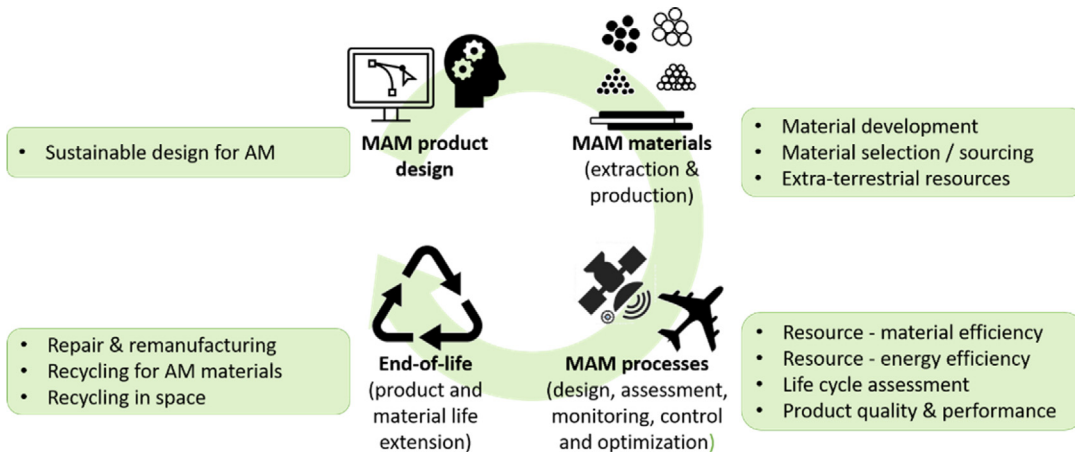 MAM product
design
• Sustainable design for AM
MAM materials
(extraction &
production)
• Material development
• Material selection / sourcing
• Extra-terrestrial resources
End-of-life
(product and
material life
extension)
• Repair & remanufacturing
• Recycling for AM materials
• Recycling in space
MAM processes
(design, assessment,
monitoring, control
and optimization)
• Resource - material efficiency
• Resource - energy efficiency
• Life cycle assessment
• Product quality & performance